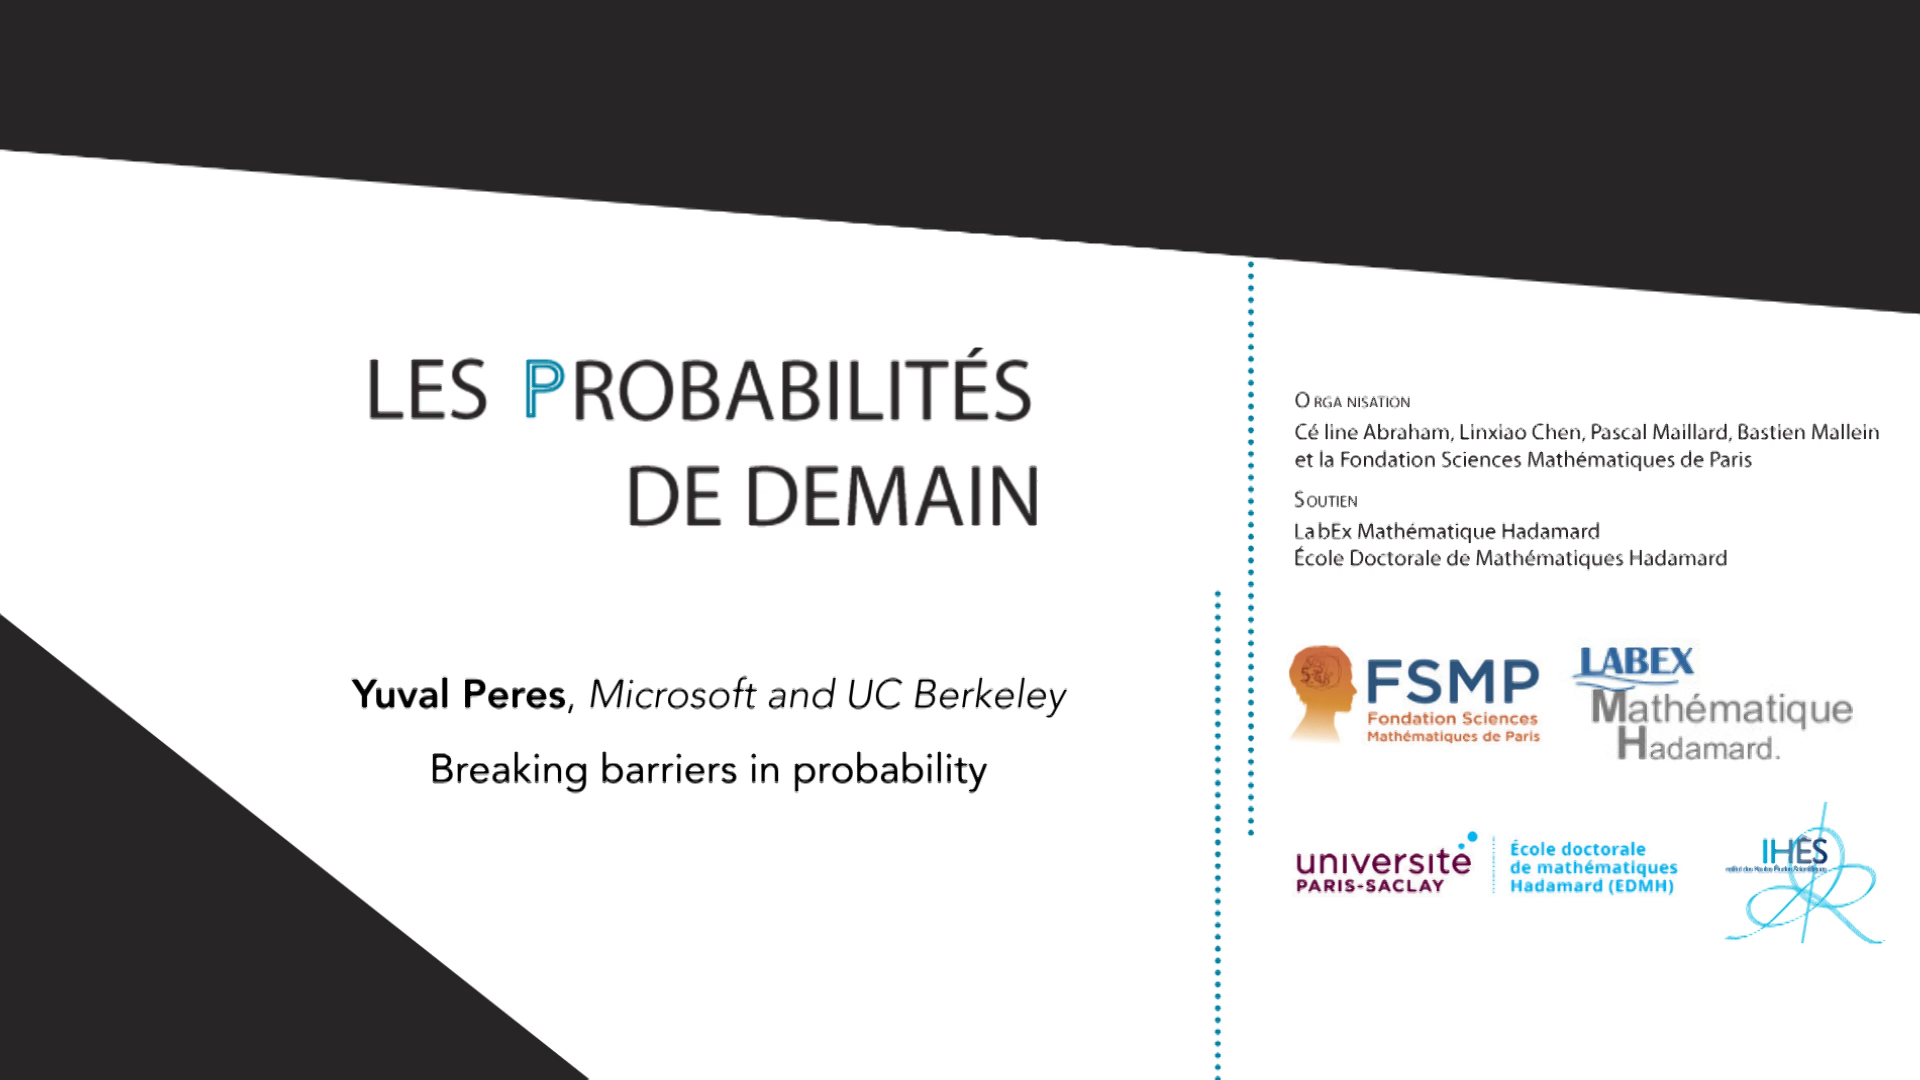 LES PROBABILITÉS
DE DEMAIN
Yuval Peres, Microsoft and UC Berkeley
Breaking barriers in probability
ORGANISATION
Céline Abraham, Linxiao Chen, Pascal Maillard, Bastien Mallein
et la Fondation Sciences Mathématiques de Paris
SOUTIEN
LabEx Mathématique Hadamard
École Doctorale de Mathématiques Hadamard
FSMP
Fondation Sciences
Mathématiques de Paris
LABEX
Mathématique
Hadamard.
université
PARIS-SACLAY
École doctorale
de mathématiques
Hadamard (EDMH)
IHES